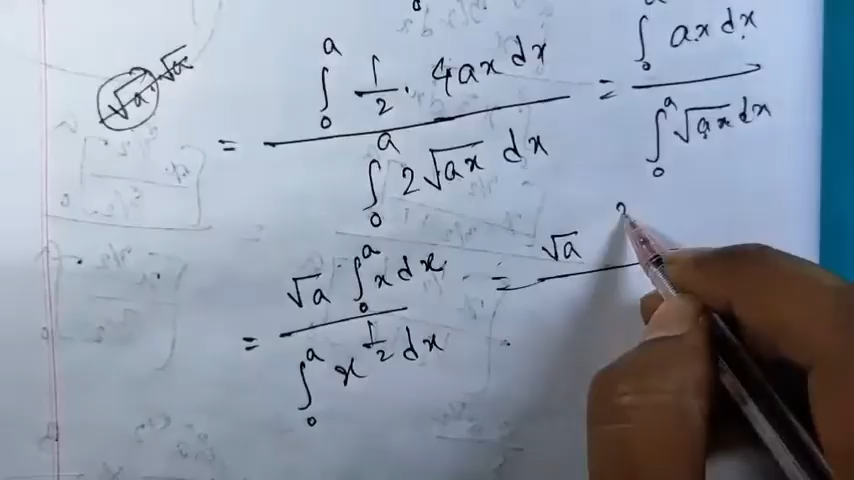 √a·√a
= ∫₀ᵃ 1/2 · 4ax dx / ∫₀ᵃ 2√ax dx = ∫₀ᵃ ax dx / ∫₀ᵃ √ax dx
= √a ∫₀ᵃ x dx / ∫₀ᵃ x^(1/2) dx = √a